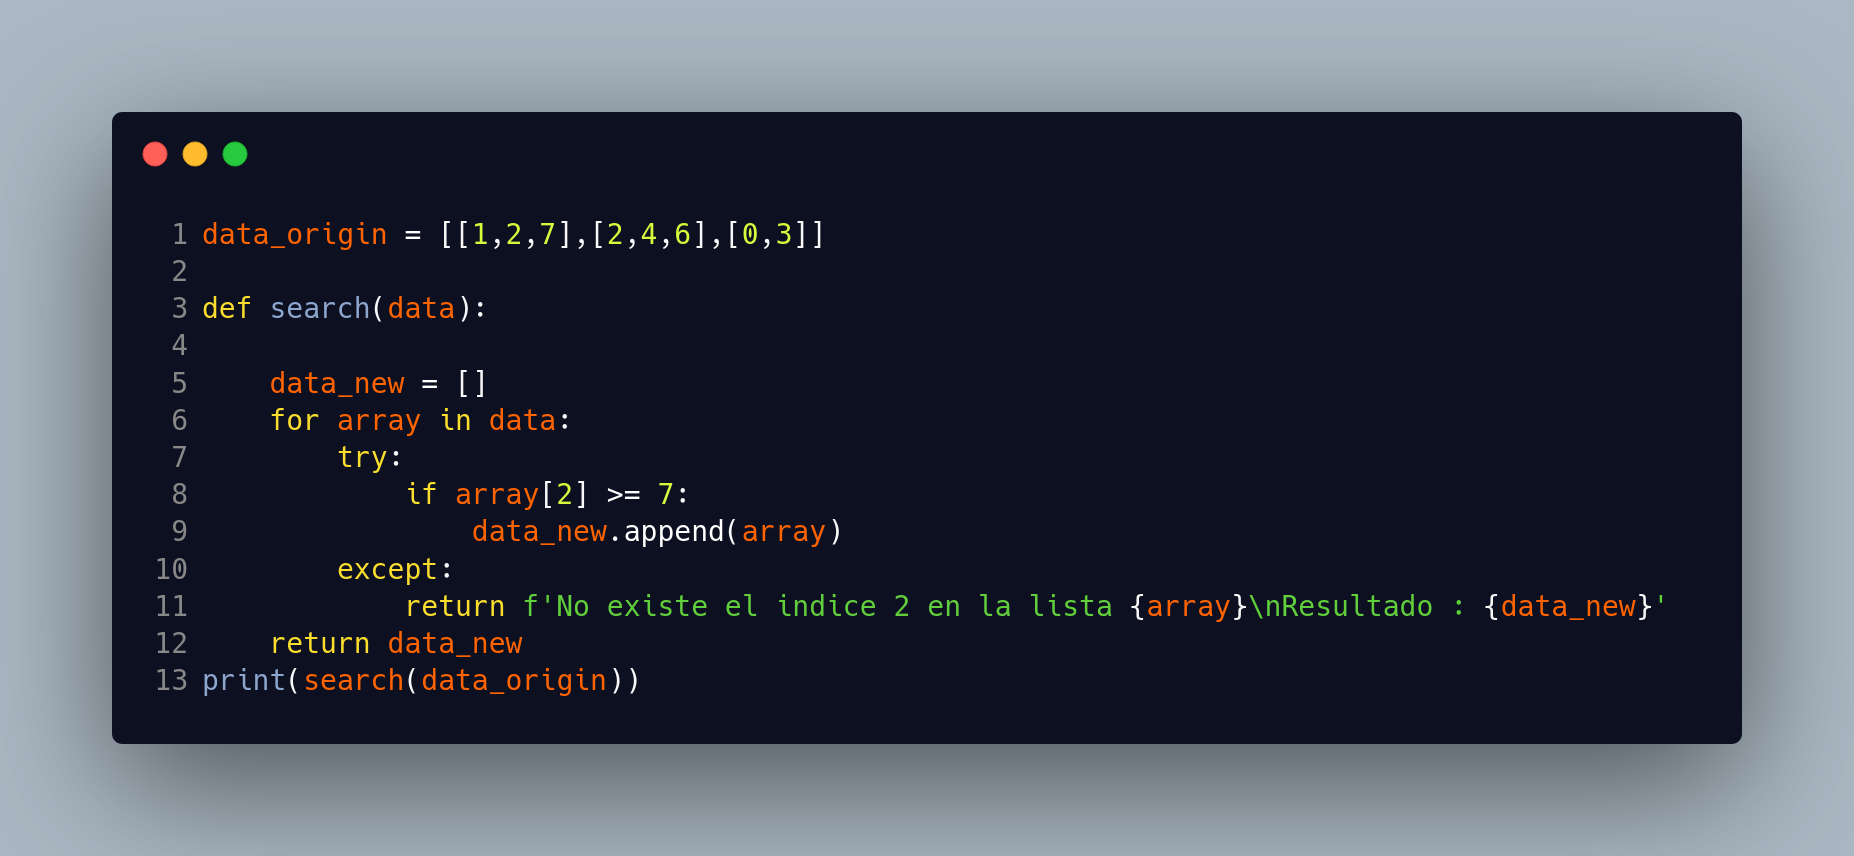 1 data_origin = [[1,2,7],[2,4,6],[0,3]]
2
3 def search(data):
4
5     data_new = []
6     for array in data:
7         try:
8             if array[2] >= 7:
9                 data_new.append(array)
10         except:
11             return f'No existe el indice 2 en la lista {array}\nResultado : {data_new}'
12     return data_new
13 print(search(data_origin))